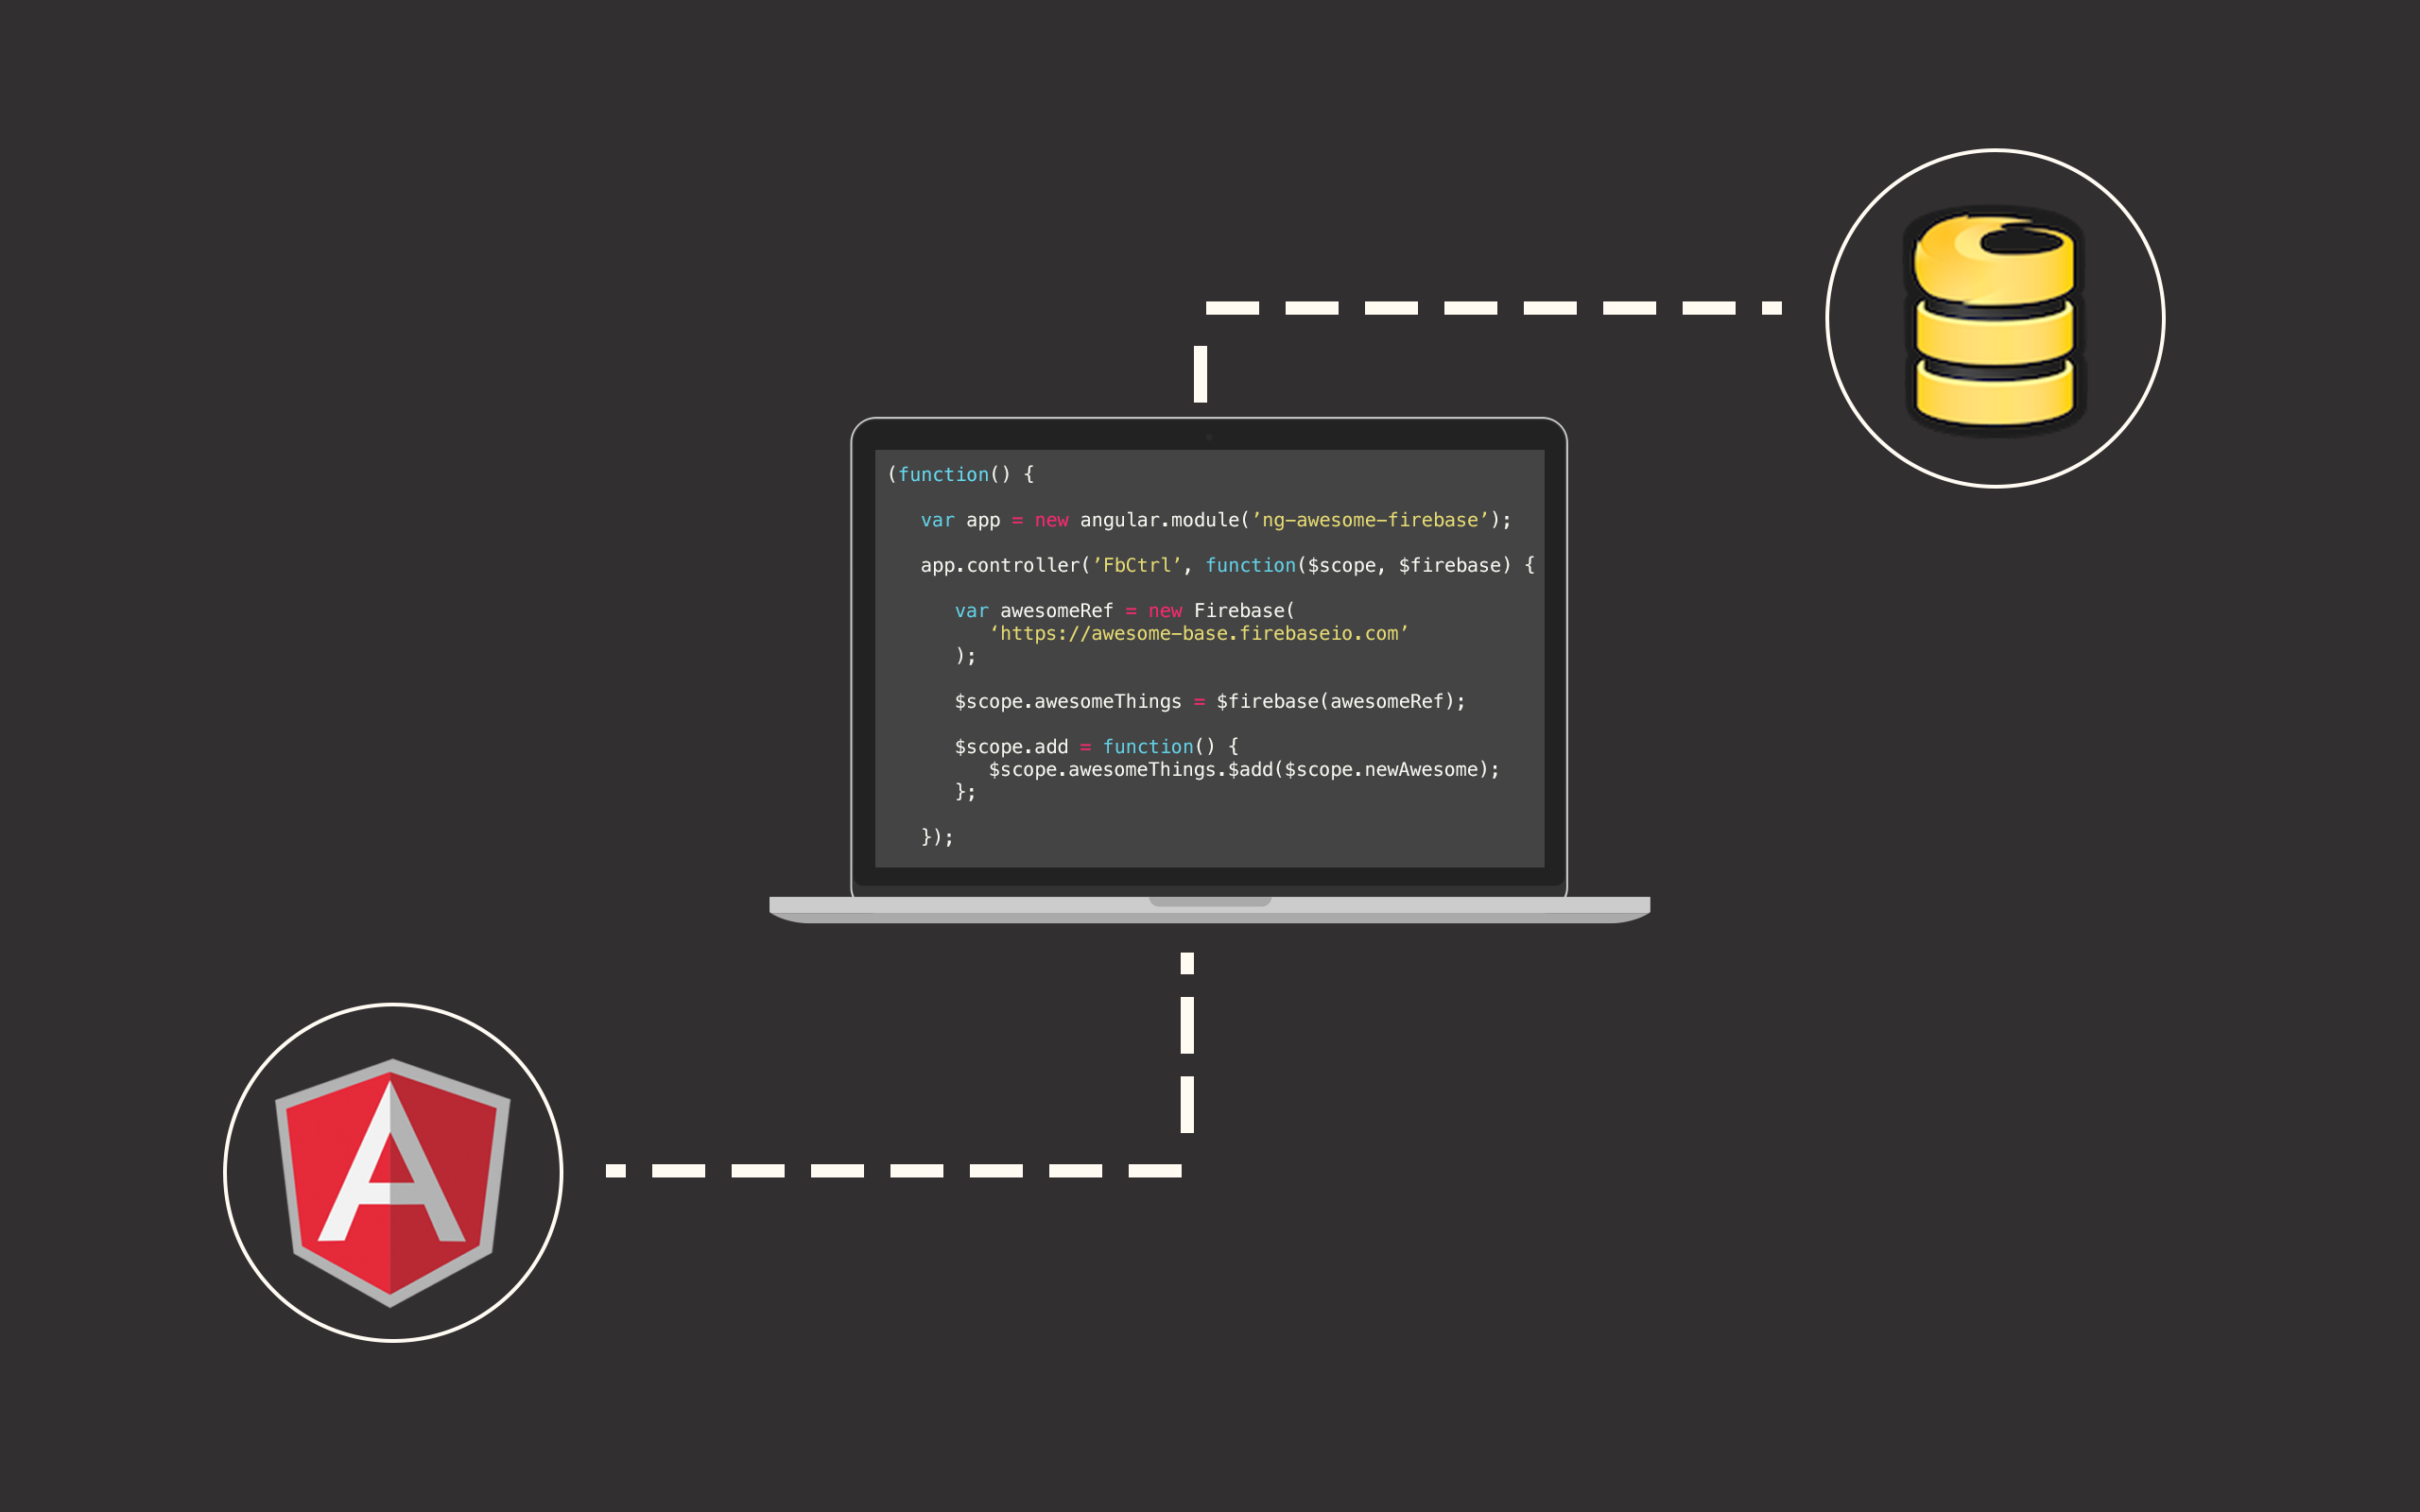 (function() {
var app = new angular.module(’ng-awesome-firebase’);
app.controller(’FbCtrl’, function($scope, $firebase) {
var awesomeRef = new Firebase(
‘https://awesome-base.firebaseio.com’
);
$scope.awesomeThings = $firebase(awesomeRef);
$scope.add = function() {
$scope.awesomeThings.$add($scope.newAwesome);
};
});
A